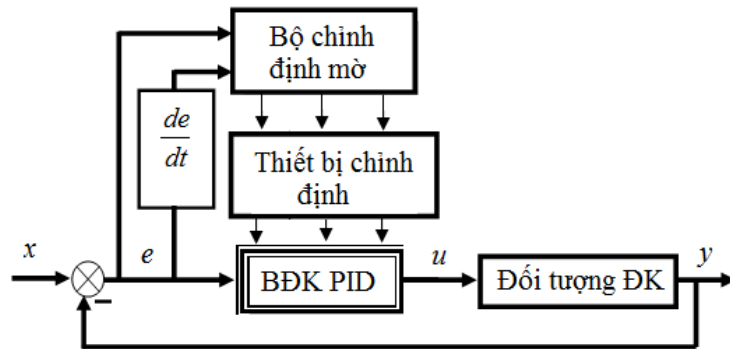 Bộ chỉnh
định mờ
de
dt
Thiết bị chỉnh
định
x
e
BĐK PID
u
Đối tượng ĐK
y